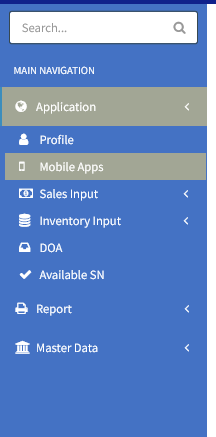 Search...
MAIN NAVIGATION
Application
Profile
Mobile Apps
Sales Input
Inventory Input
DOA
Available SN
Report
Master Data